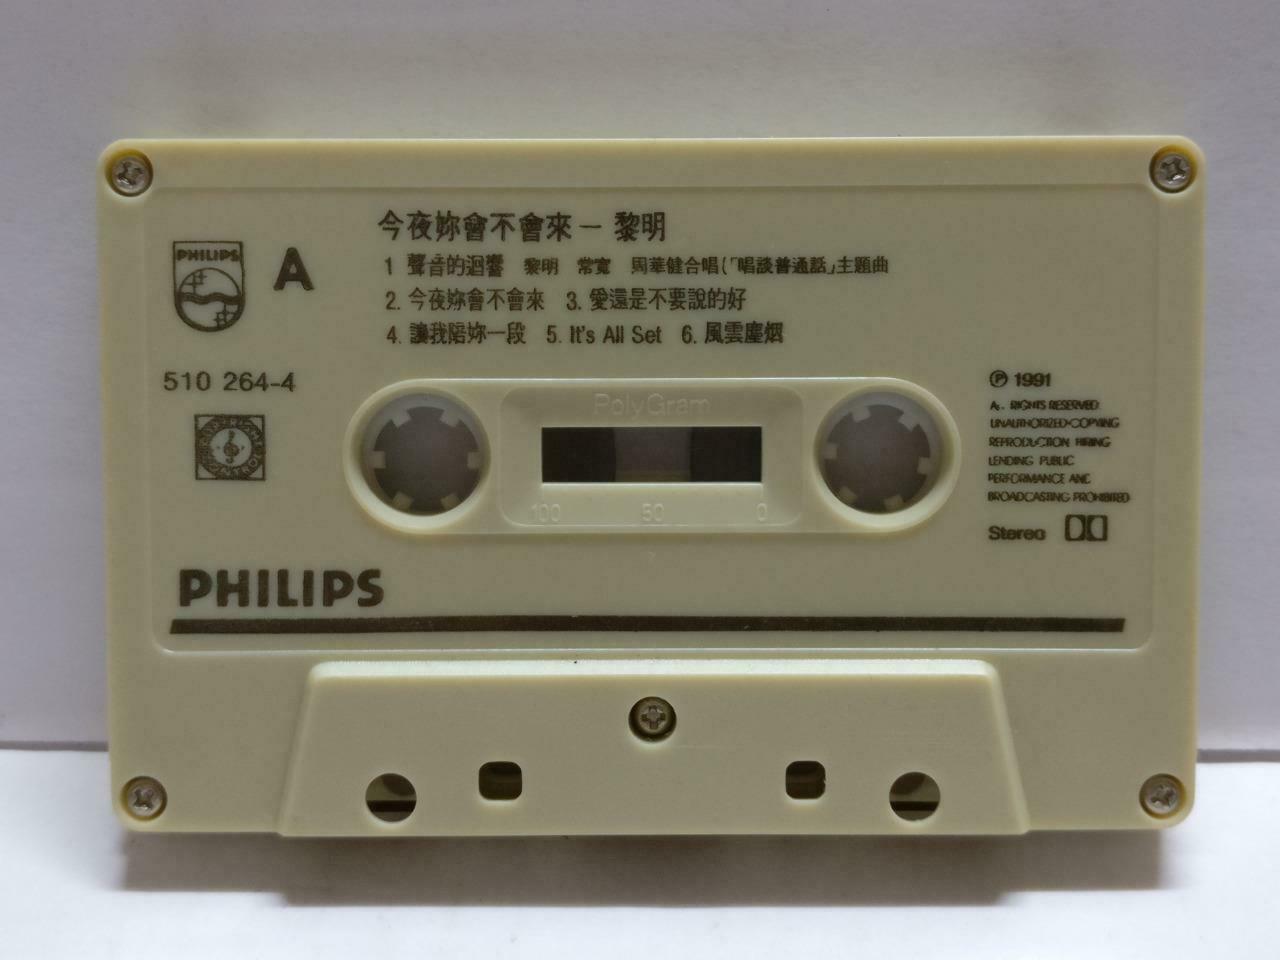 今夜妳會不會來 — 黎明
PHILIPS
A
1 聲音的迴響 黎明 常寬 周華健合唱(「唱談普通話」主題曲
2. 今夜妳會不會來 3. 愛還是不要說的好
4. 讓我陪妳一段 5. It's All Set 6. 風雲塵烟
510 264-4
PolyGram
100 50 0
℗ 1991
RIGHTS RESERVED
UNAUTHORIZED COPYING
REPRODUCTION HIRING
LENDING PUBLIC
PERFORMANCE AND
BROADCASTING PROHIBITED
Stereo
PHILIPS